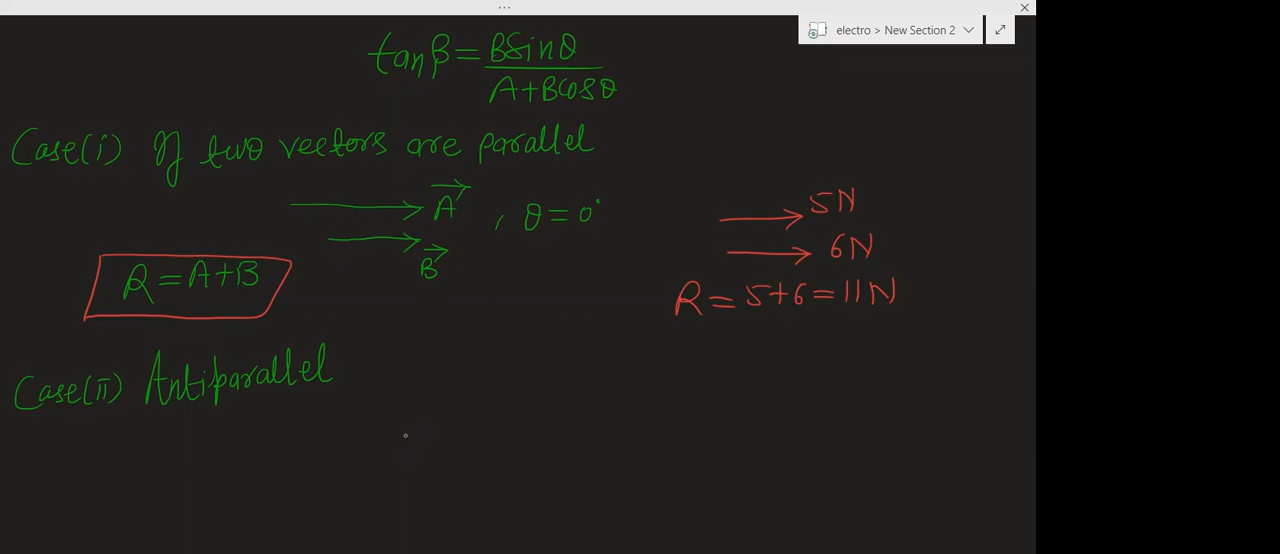 electro > New Section 2
tanβ = BSinθ / A+BCosθ
Case(i) If two vectors are parallel
A⃗ , θ = 0°
B⃗
R = A+B
5N
6N
R = 5+6 = 11N
Case(ii) Antiparallel